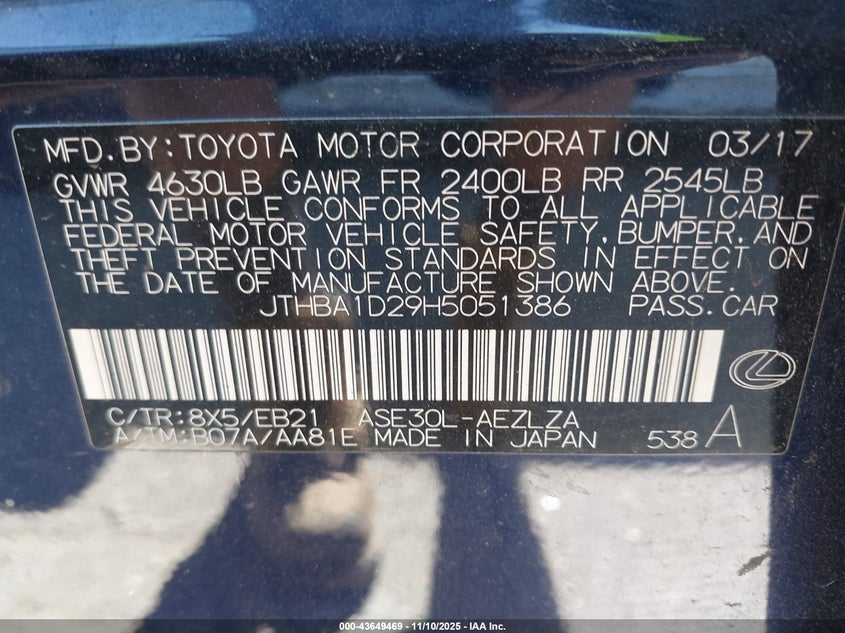 MFD.BY:TOYOTA MOTOR CORPORATION 03/17
GVWR 4630LB GAWR FR 2400LB RR 2545LB
THIS VEHICLE CONFORMS TO ALL APPLICABLE
FEDERAL MOTOR VEHICLE SAFETY,BUMPER,AND
THEFT PREVENTION STANDARDS IN EFFECT ON
THE DATE OF MANUFACTURE SHOWN ABOVE.
JTHBA1D29H5051386 PASS.CAR
C/TR:8X5/EB21 ASE30L-AEZLZA
A/TM:B07A/AA81E MADE IN JAPAN 538 A
000-43649469 - 11/10/2025 - IAA Inc.